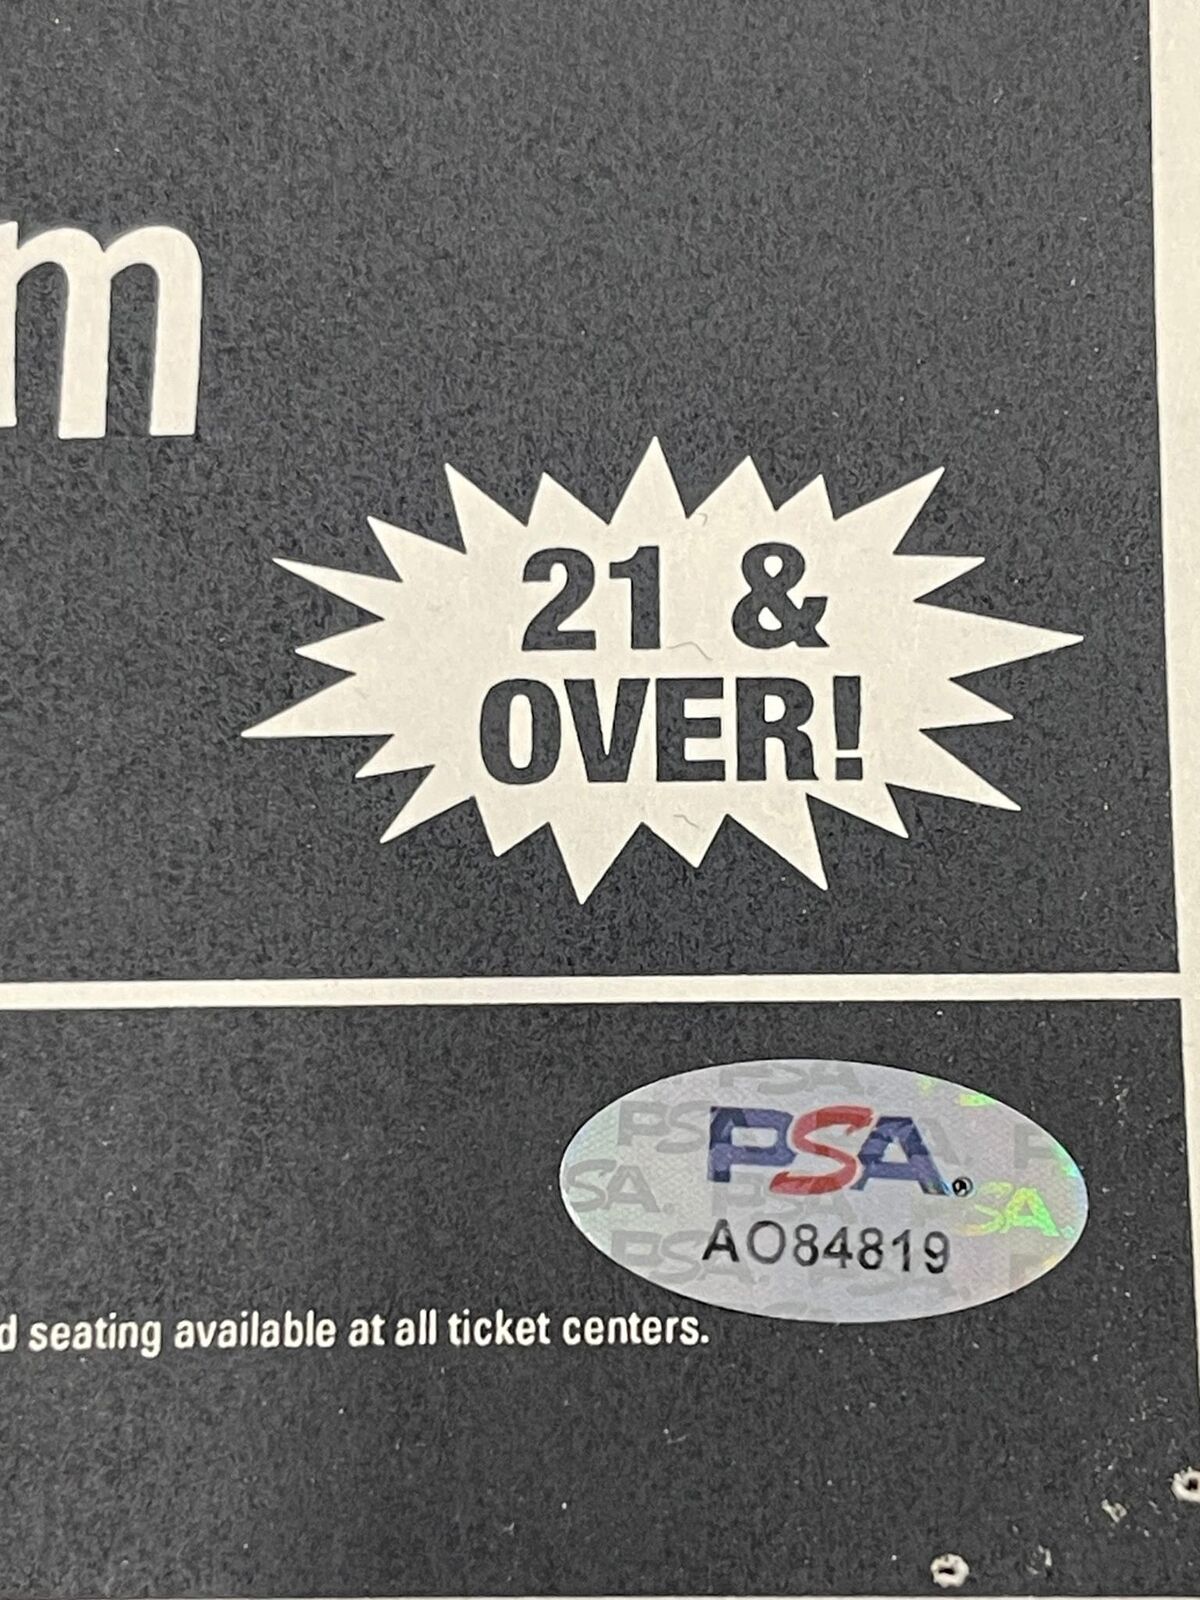 m
21 &
OVER!
PSA®
AO84819
d seating available at all ticket centers.